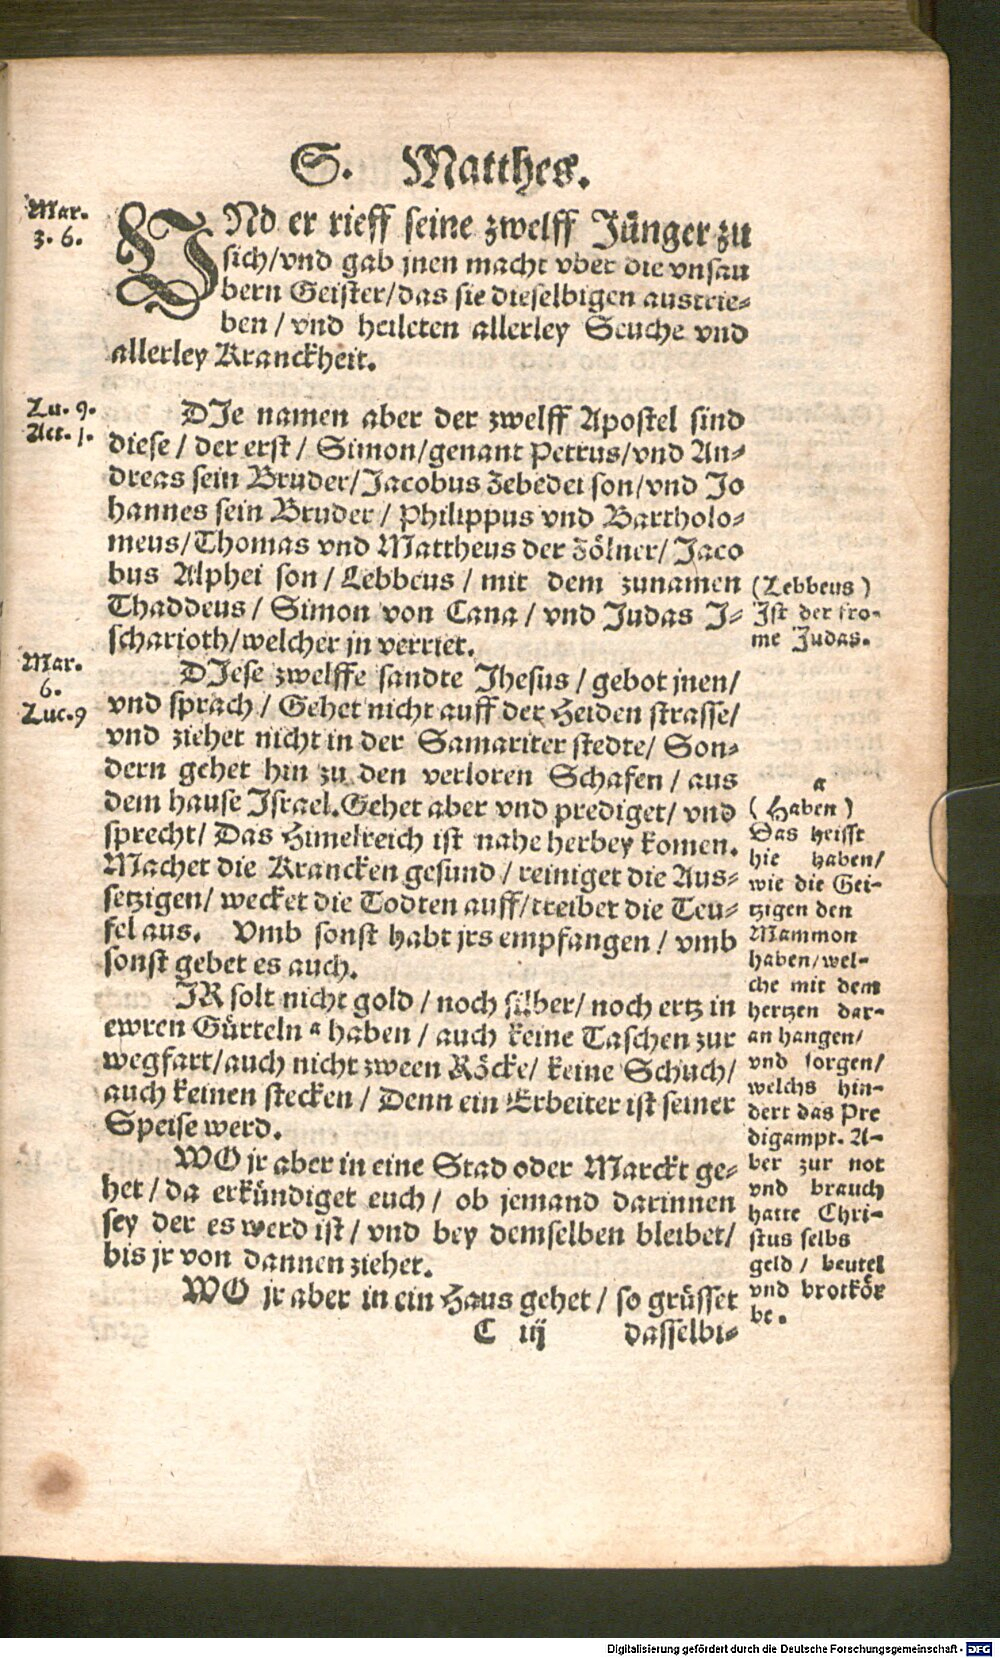 S. Matthes.
Mar.
3. 6.
VNd er rieff seine zwelff Jünger zu
sich/vnd gab jnen macht vber die vnsau
bern Geister/das sie dieselbigen austrie-
ben / vnd heileten allerley Seuche vnd
allerley Kranckheit.
Lu. 9.
Act. 1.
DIe namen aber der zwelff Apostel sind
diese / der erst / Simon/genant Petrus/vnd An-
dreas sein Bruder/Jacobus Zebedei son/vnd Jo
hannes sein Bruder / Philippus vnd Bartholo-
meus/Thomas vnd Mattheus der Zölner/ Jaco
bus Alphei son / Lebbeus / mit dem zunamen
Thaddeus / Simon von Cana / vnd Judas J-
scharioth/welcher jn verriet.
(Lebbeus)
Ist der fro-
me Judas.
Mar.
6.
Luc. 9
DIese zwelffe sandte Jhesus / gebot jnen/
vnd sprach / Gehet nicht auff der Heiden strasse/
vnd ziehet nicht in der Samariter stedte/ Son-
dern gehet hin zu den verloren Schafen / aus
dem hause Israel. Gehet aber vnd prediget/ vnd
sprecht/ Das Himelreich ist nahe herbey komen.
Machet die Krancken gesund / reiniget die Aus-
setzigen/ wecket die Todten auff/treibet die Teu-
fel aus. Vmb sonst habt jrs empfangen / vmb
sonst gebet es auch.
IR solt nicht gold / noch silber/ noch ertz in
ewren Gürteln a haben / auch keine Taschen zur
wegfart/auch nicht zween Röcke/ keine Schuch/
auch keinen stecken / Denn ein Erbeiter ist seiner
Speise werd.
WO jr aber in eine Stad oder Marckt ge-
het / da erkündiget euch / ob jemand darinnen
sey der es werd ist / vnd bey demselben bleibet/
bis jr von dannen ziehet.
WO jr aber in ein Haus gehet / so grüsset
a
(Haben)
Das heisst
hie haben/
wie die Gei-
tzigen den
Mammon
haben/wel-
che mit dem
hertzen dar-
an hangen/
vnd sorgen/
welchs hin-
dert das Pre
digampt. A-
ber zur not
vnd brauch
hatte Chri-
stus selbs
geld / beutel
vnd brotkör
be.
C iij
dasselbi-
Digitalisierung gefördert durch die Deutsche Forschungsgemeinschaft - DFG